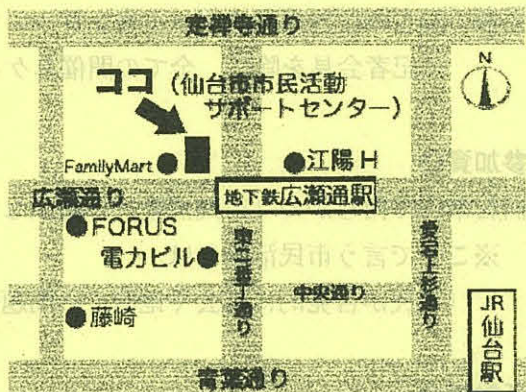 定禅寺通り
ココ（仙台市市民活動
サポートセンター）
N
FamilyMart
江陽H
広瀬通り
地下鉄広瀬通駅
FORUS
電力ビル
東二番丁通り
中央通り
愛宕上杉通り
藤崎
JR仙台駅
青葉通り